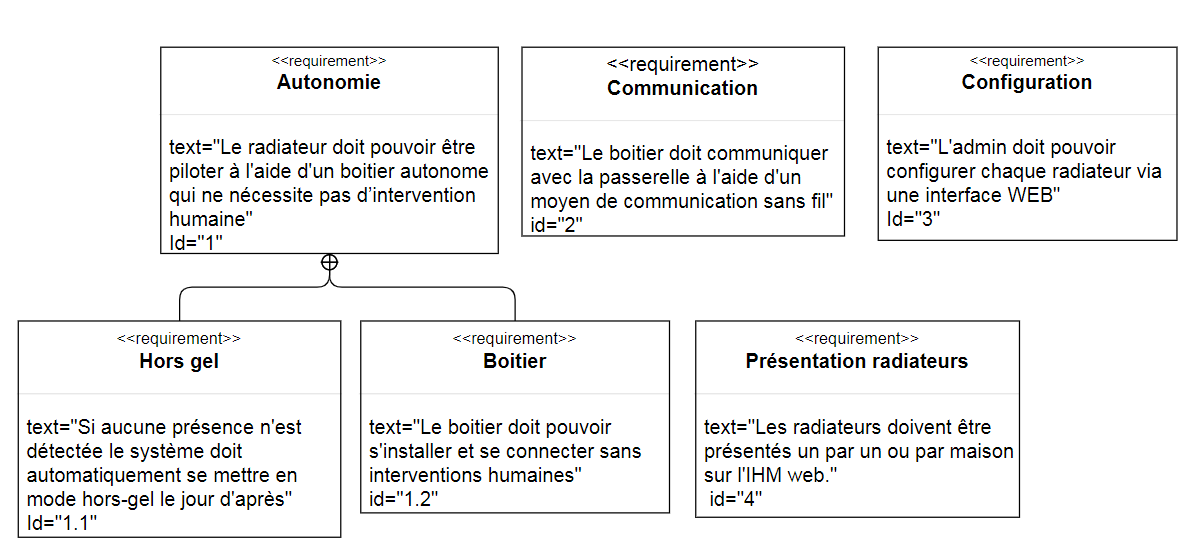 <<requirement>>
Autonomie
text="Le radiateur doit pouvoir être
piloter à l'aide d'un boitier autonome
qui ne nécessite pas d’intervention
humaine"
Id="1"
<<requirement>>
Communication
text="Le boitier doit communiquer
avec la passerelle à l'aide d'un
moyen de communication sans fil"
id="2"
<<requirement>>
Configuration
text="L'admin doit pouvoir
configurer chaque radiateur via
une interface WEB"
Id="3"
<<requirement>>
Hors gel
text="Si aucune présence n'est
détectée le système doit
automatiquement se mettre en
mode hors-gel le jour d'après"
Id="1.1"
<<requirement>>
Boitier
text="Le boitier doit pouvoir
s'installer et se connecter sans
interventions humaines"
id="1.2"
<<requirement>>
Présentation radiateurs
text="Les radiateurs doivent être
présentés un par un ou par maison
sur l'IHM web."
id="4"